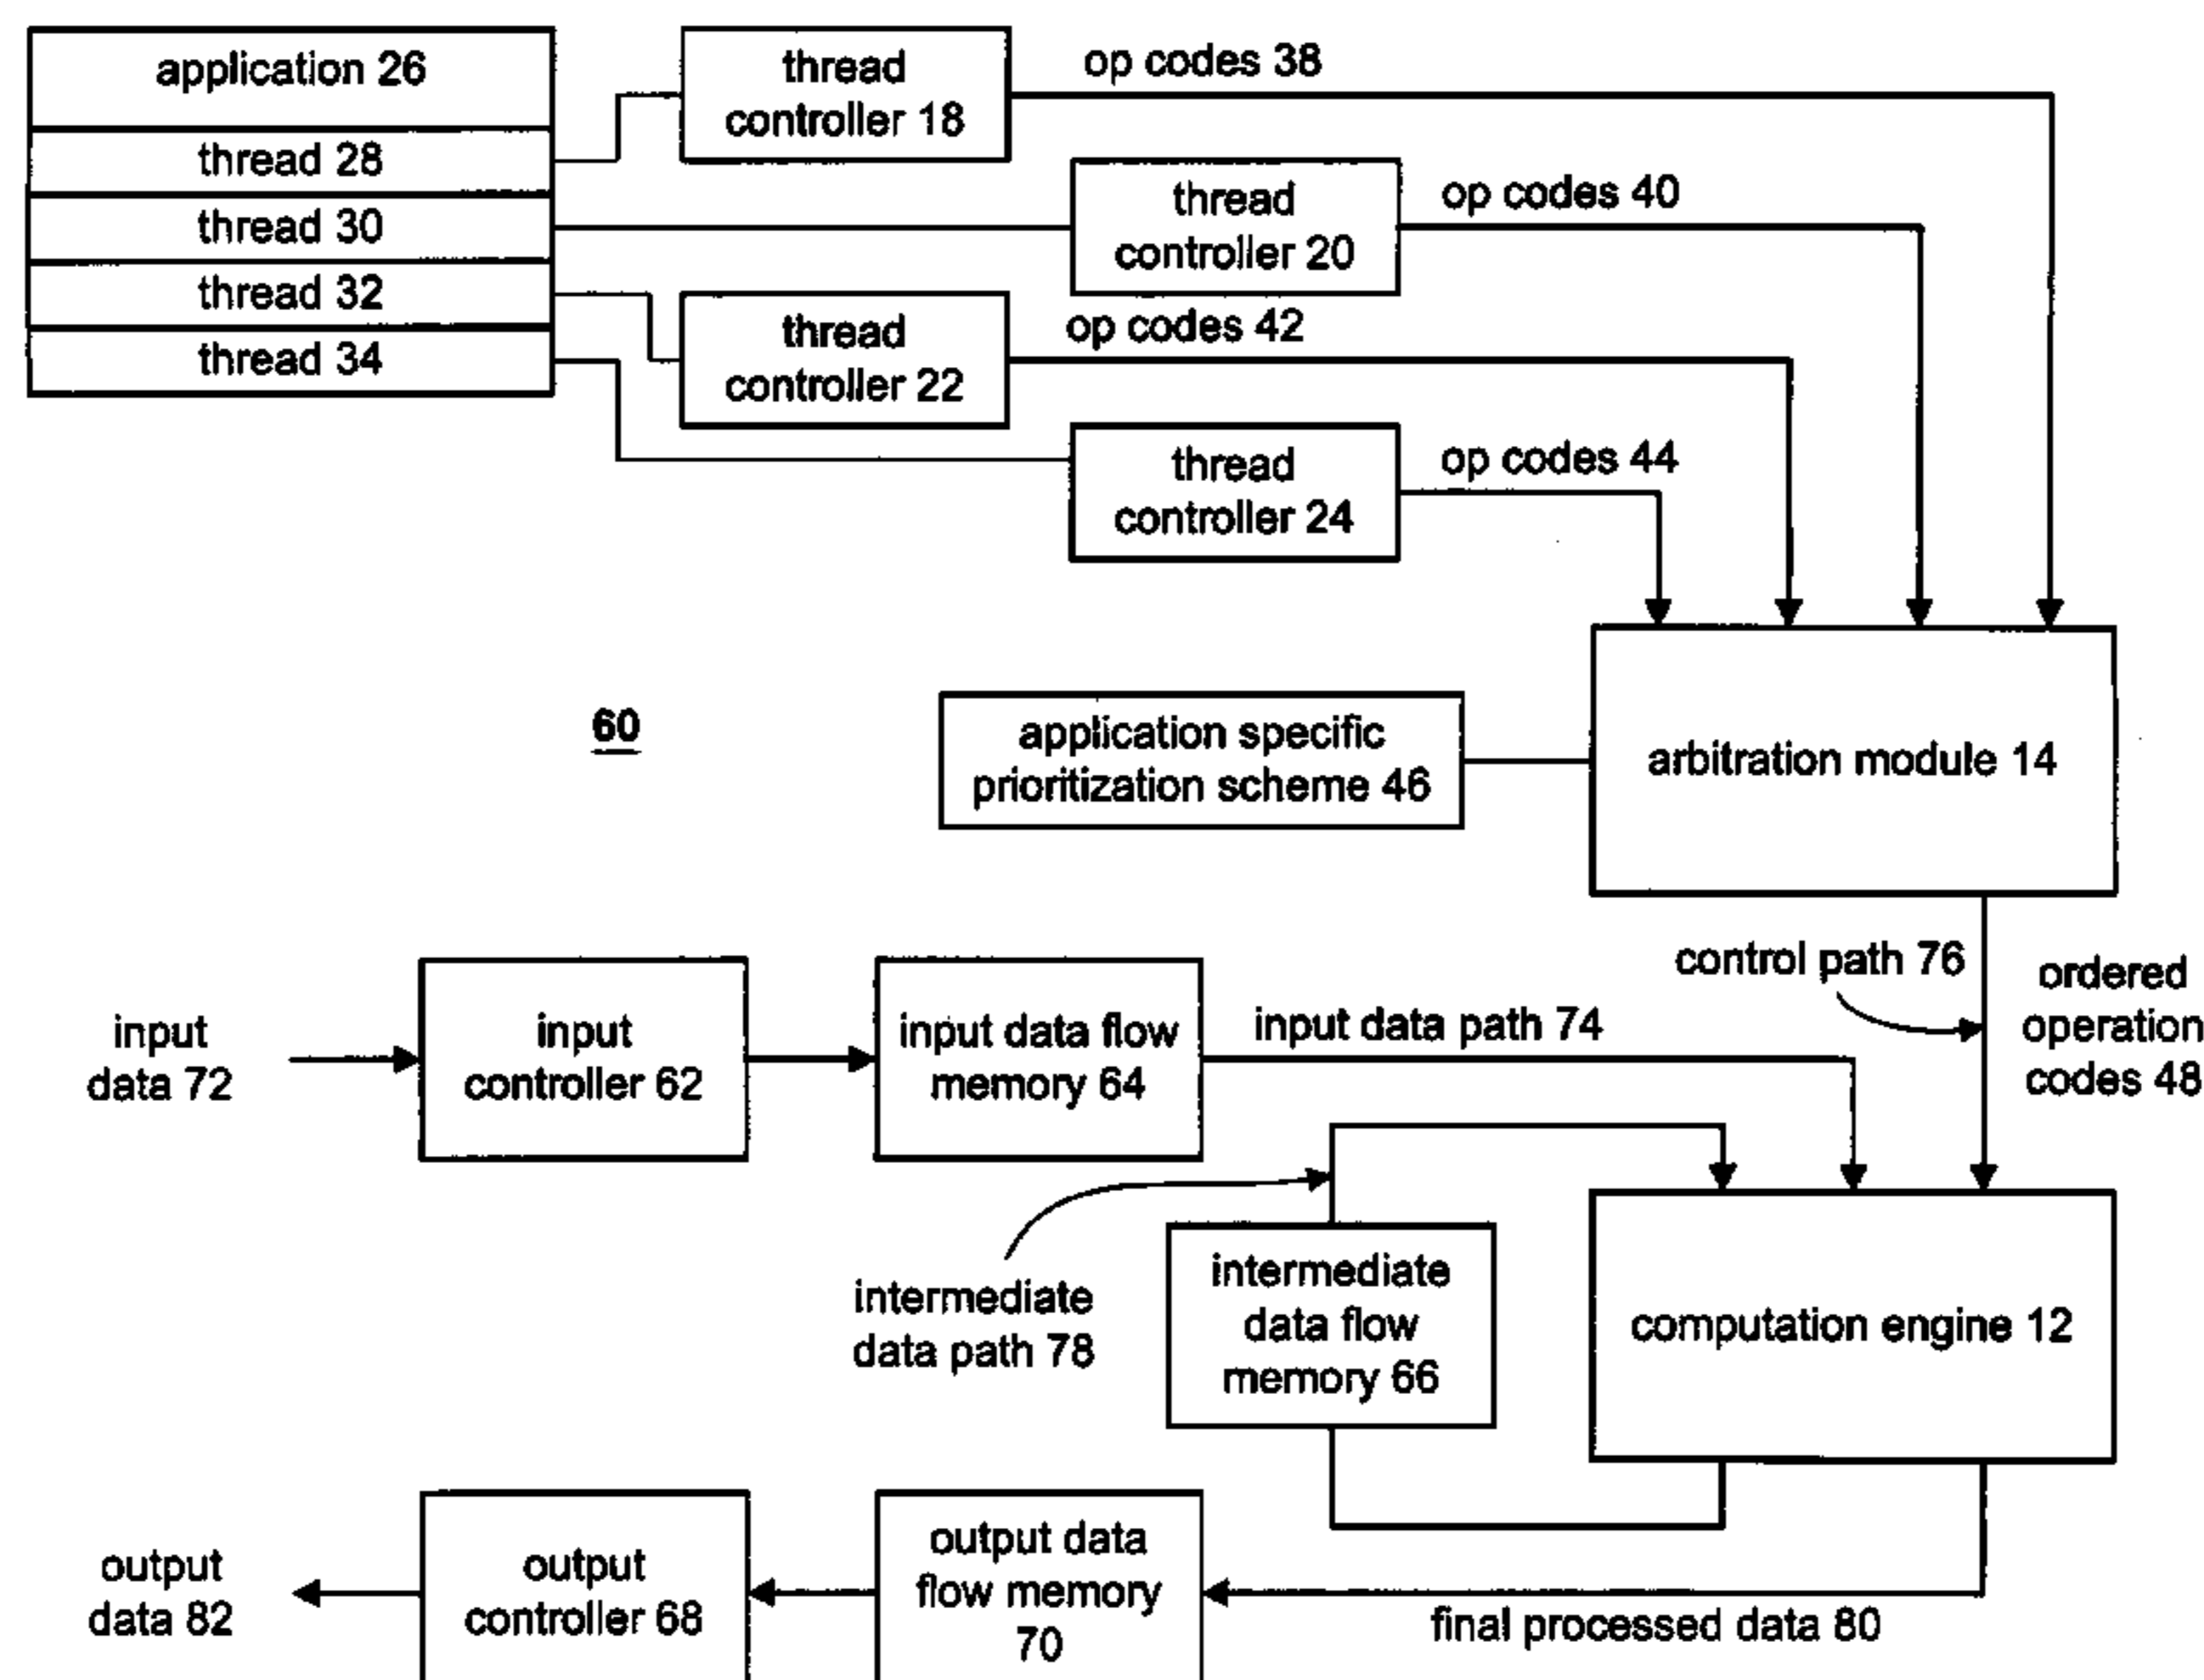 application 26
thread 28
thread 30
thread 32
thread 34
thread
controller 18
op codes 38
thread
controller 20
op codes 40
thread
controller 22
op codes 42
thread
controller 24
op codes 44
60
application specific
prioritization scheme 46
arbitration module 14
control path 76
ordered
operation
codes 48
input
data 72
input
controller 62
input data flow
memory 64
input data path 74
intermediate
data path 78
intermediate
data flow
memory 66
computation engine 12
output
data 82
output
controller 68
output data
flow memory
70
final processed data 80